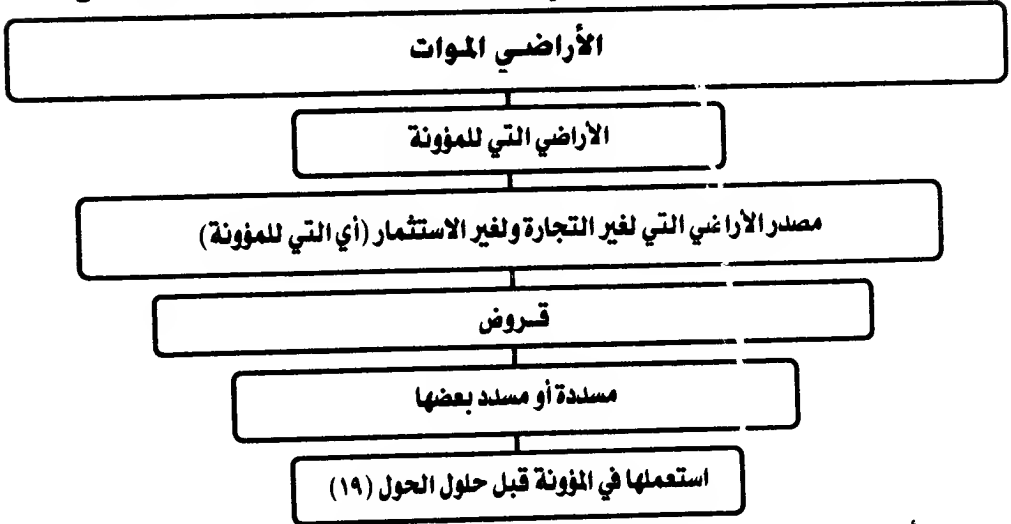 الأراضي الموات
الأراضي التي للمؤونة
مصدر الأراضي التي لغير التجارة ولغير الاستثمار (أي التي للمؤونة)
قروض
مسددة أو مسدد بعضها
استعملها في المؤونة قبل حلول الحول (١٩)